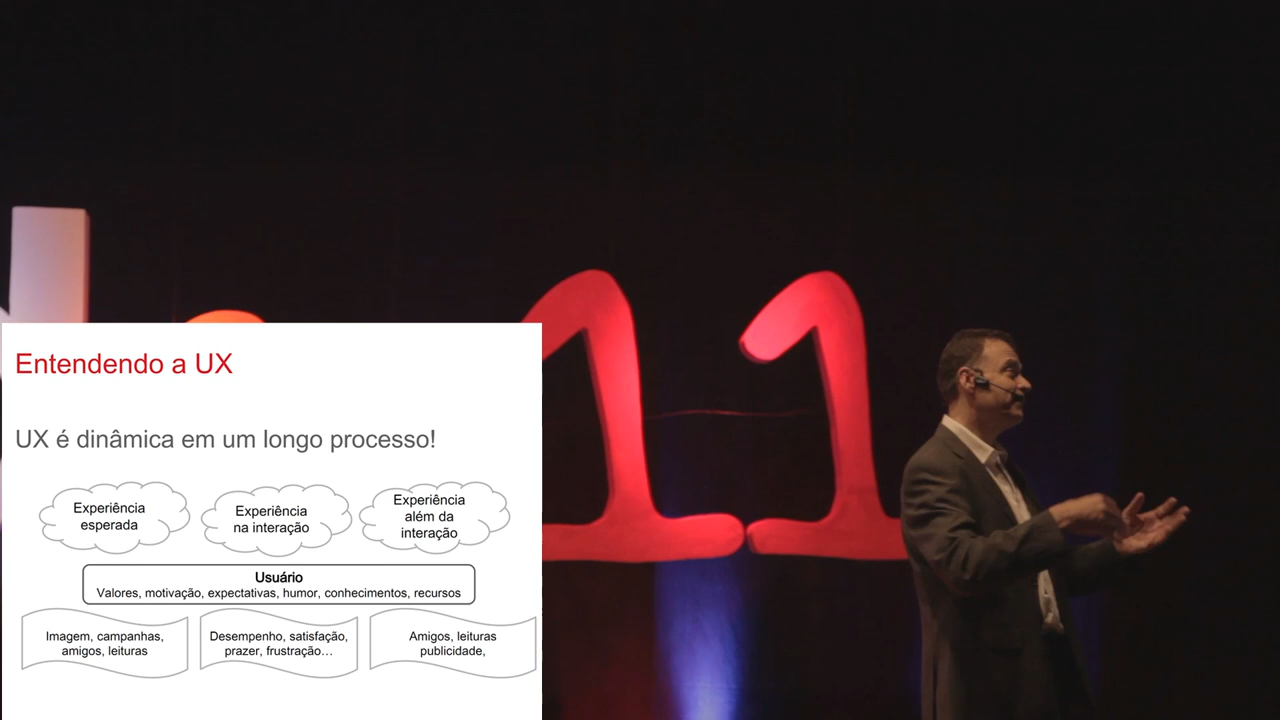 11
Entendendo a UX
UX é dinâmica em um longo processo!
Experiência
esperada
Experiência
na interação
Experiência
além da
interação
Usuário
Valores, motivação, expectativas, humor, conhecimentos, recursos
Imagem, campanhas,
amigos, leituras
Desempenho, satisfação,
prazer, frustração…
Amigos, leituras
publicidade,